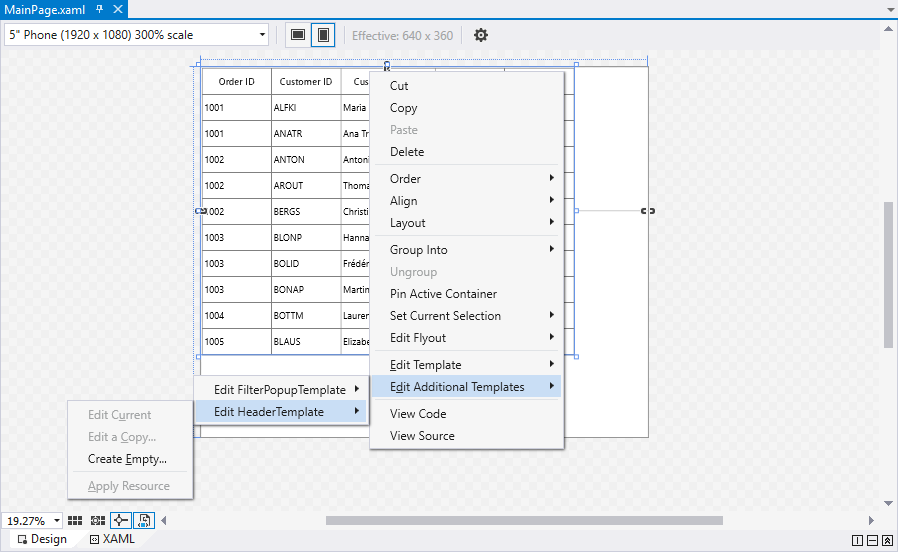 MainPage.xaml
5" Phone (1920 x 1080) 300% scale
Effective: 640 x 360
Order ID Customer ID Cus
1001 ALFKI Maria
1001 ANATR Ana Tr
1002 ANTON Antoni
1002 AROUT Thoma
1002 BERGS Christi
1003 BLONP Hanna
1003 BOLID Frédér
1003 BONAP Martin
1004 BOTTM Lauren
1005 BLAUS Elizabe
Cut
Copy
Paste
Delete
Order
Align
Layout
Group Into
Ungroup
Pin Active Container
Set Current Selection
Edit Flyout
Edit Template
Edit Additional Templates
View Code
View Source
Edit FilterPopupTemplate
Edit HeaderTemplate
Edit Current
Edit a Copy...
Create Empty...
Apply Resource
19.27%
Design XAML